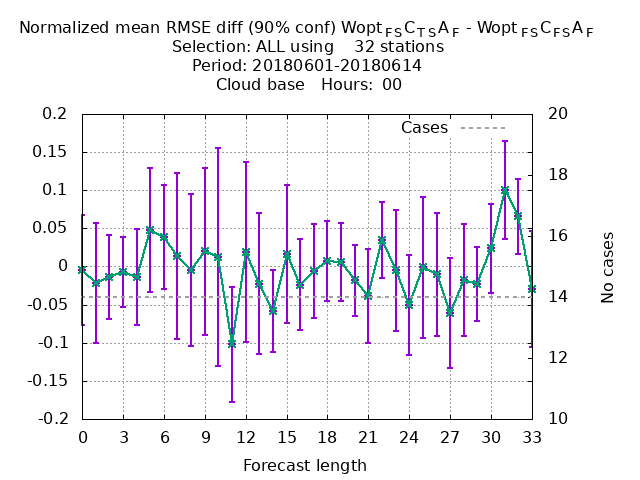 Normalized mean RMSE diff (90% conf) Wopt FS C T S A F - Wopt FS C FS A F
Selection: ALL using 32 stations
Period: 20180601-20180614
Cloud base Hours: 00
Cases
0.2
0.15
0.1
0.05
0
-0.05
-0.1
-0.15
-0.2
20
18
16
14
12
10
No cases
0 3 6 9 12 15 18 21 24 27 30 33
Forecast length